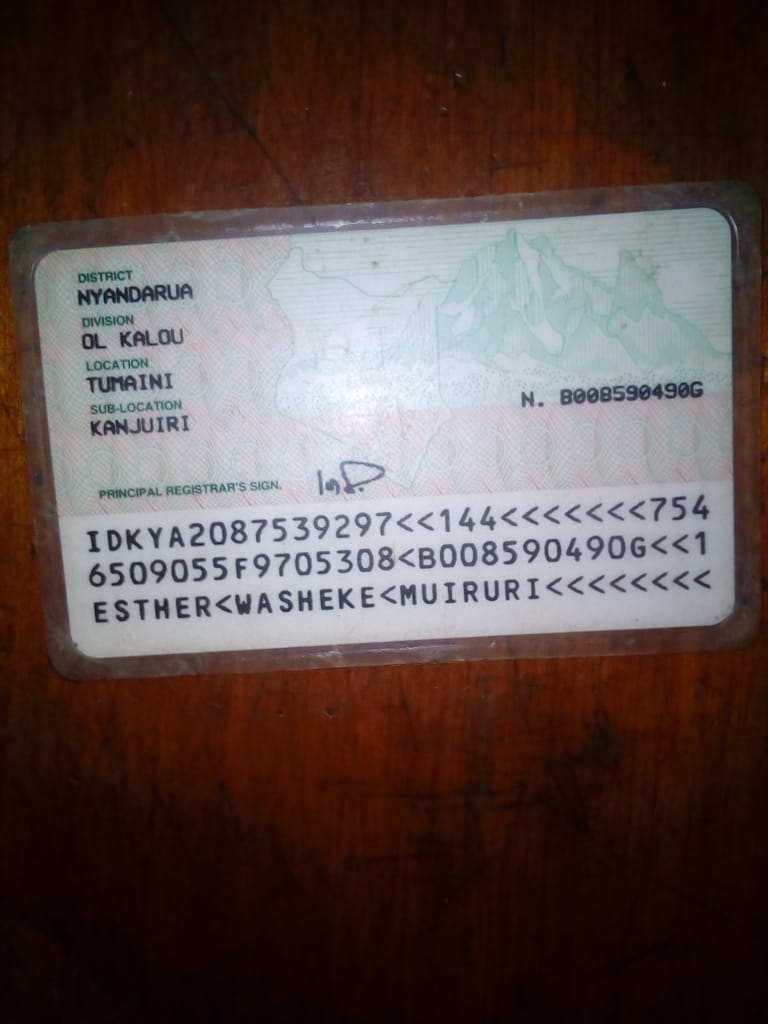 DISTRICT
NYANDARUA
DIVISION
OL KALOU
LOCATION
TUMAINI
SUB-LOCATION
KANJUIRI
N. B008590490G
PRINCIPAL REGISTRAR'S SIGN.
IDKYA2087539297<<144<<<<<<<754
6509055F9705308<B008590490G<<1
ESTHER<WASHEKE<MUIRURI<<<<<<<<